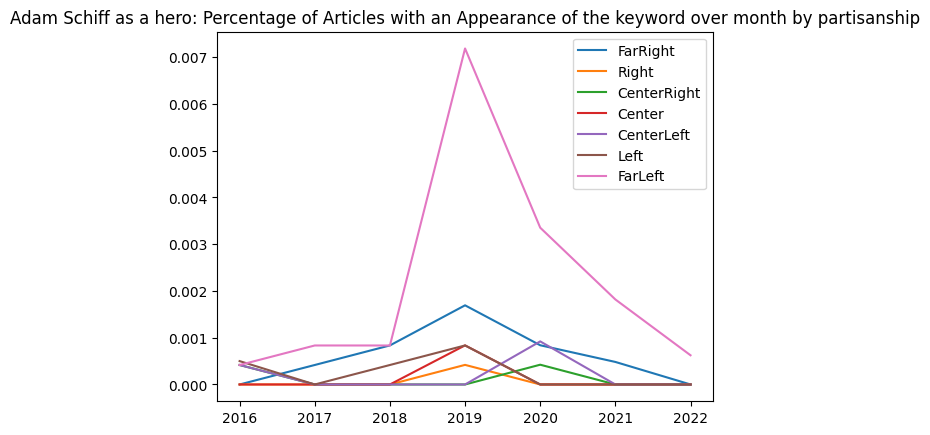 Adam Schiff as a hero: Percentage of Articles with an Appearance of the keyword over month by partisanship
FarRight
Right
CenterRight
Center
CenterLeft
Left
FarLeft
0.007
0.006
0.005
0.004
0.003
0.002
0.001
0.000
2016 2017 2018 2019 2020 2021 2022